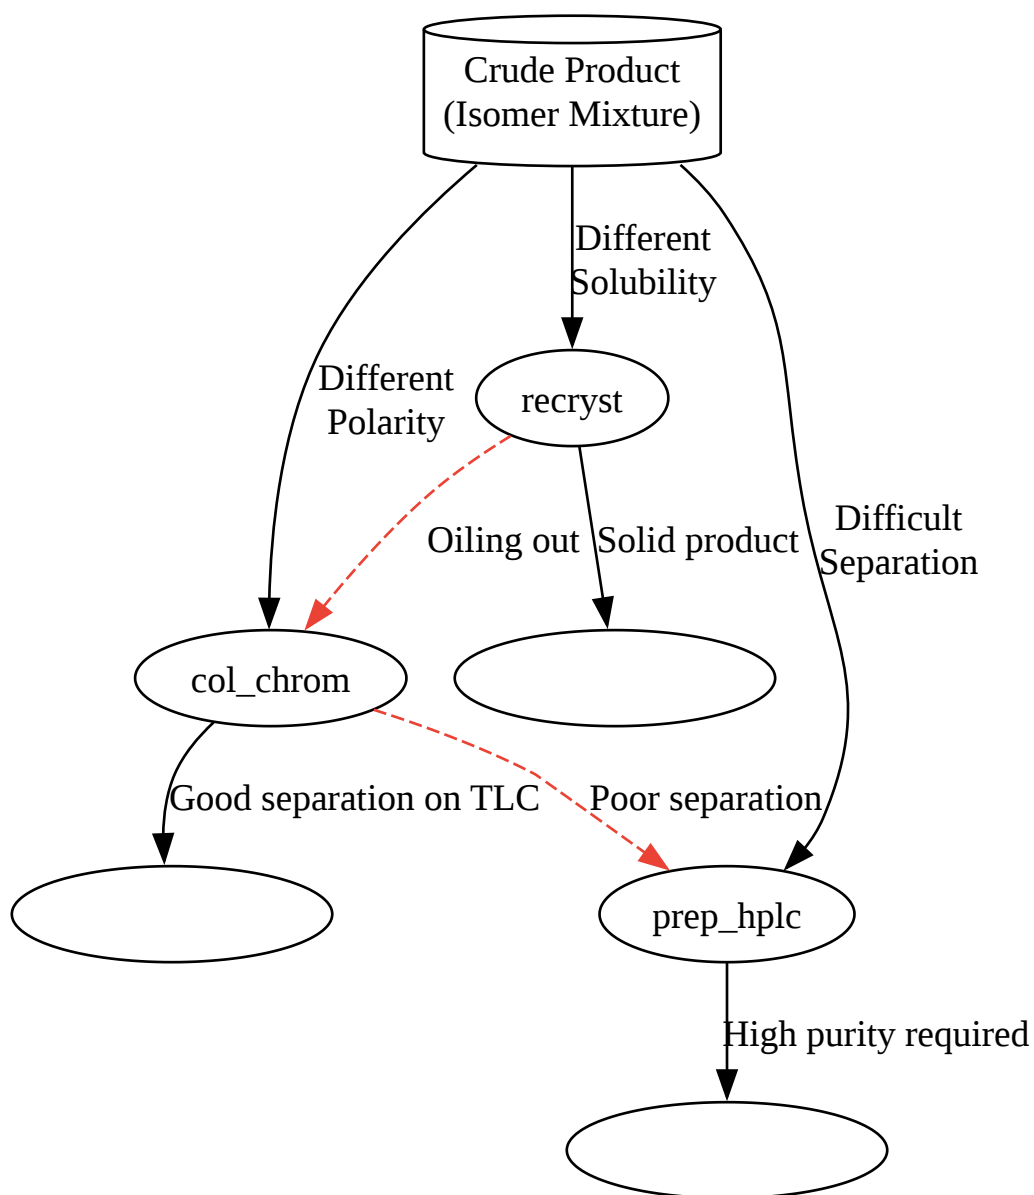 Crude Product
(Isomer Mixture)
Different
Solubility
Different
Polarity
recryst
Oiling out
Solid product
Difficult
Separation
col_chrom
Good separation on TLC
Poor separation
prep_hplc
High purity required